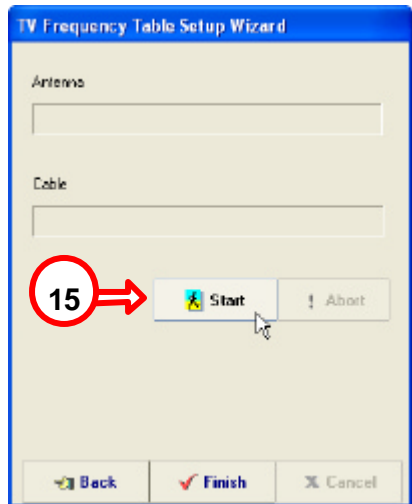 TV Frequency Table Setup Wizard
Antenna
Cable
15
Start
! Abort
Back
Finish
X Cancel